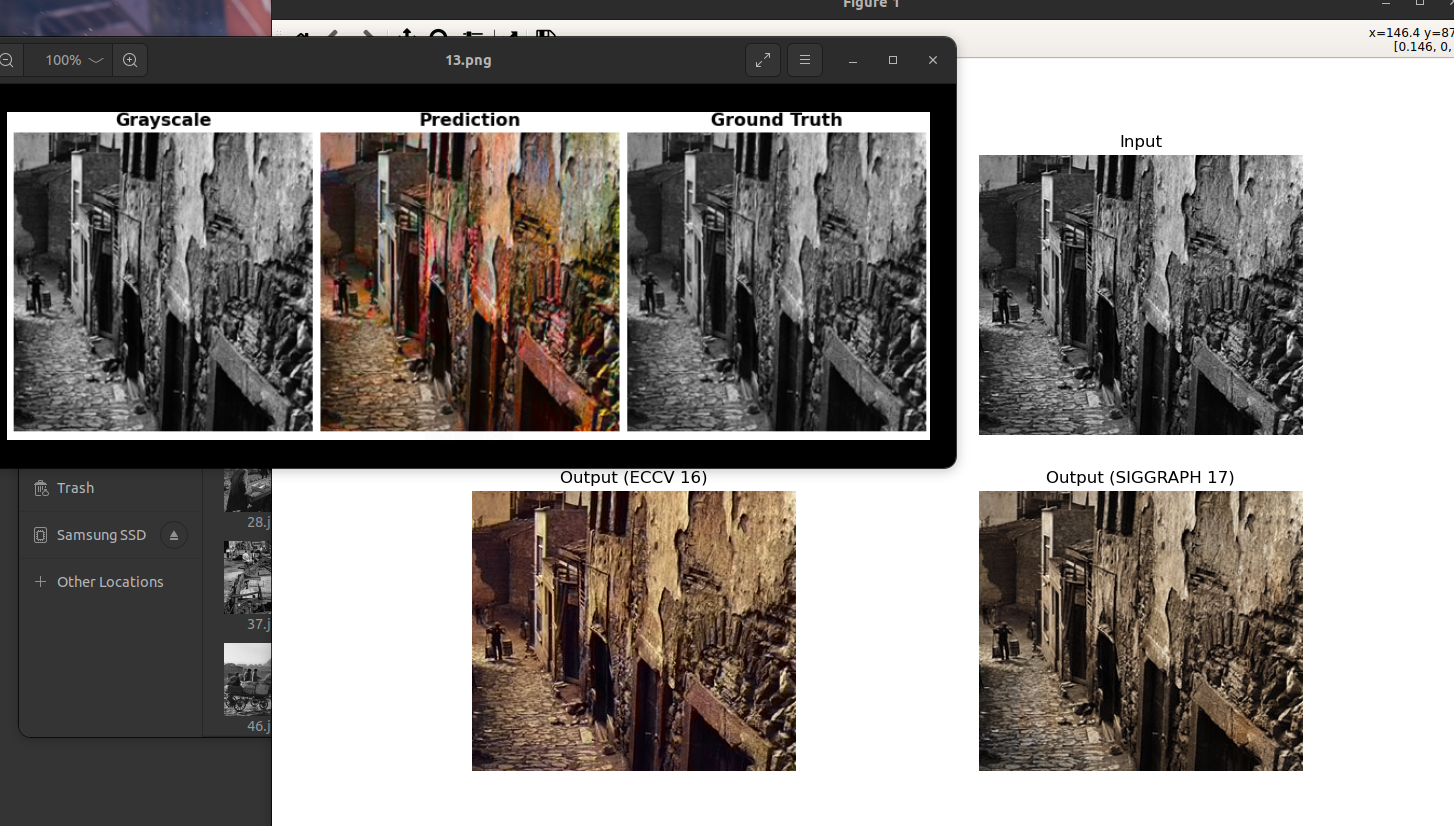 Figure 1
x=146.4 y=87
[0.146, 0,
100%
13.png
Grayscale
Prediction
Ground Truth
Input
Trash
28.j
Samsung SSD
Other Locations
37.j
46.j
Output (ECCV 16)
Output (SIGGRAPH 17)